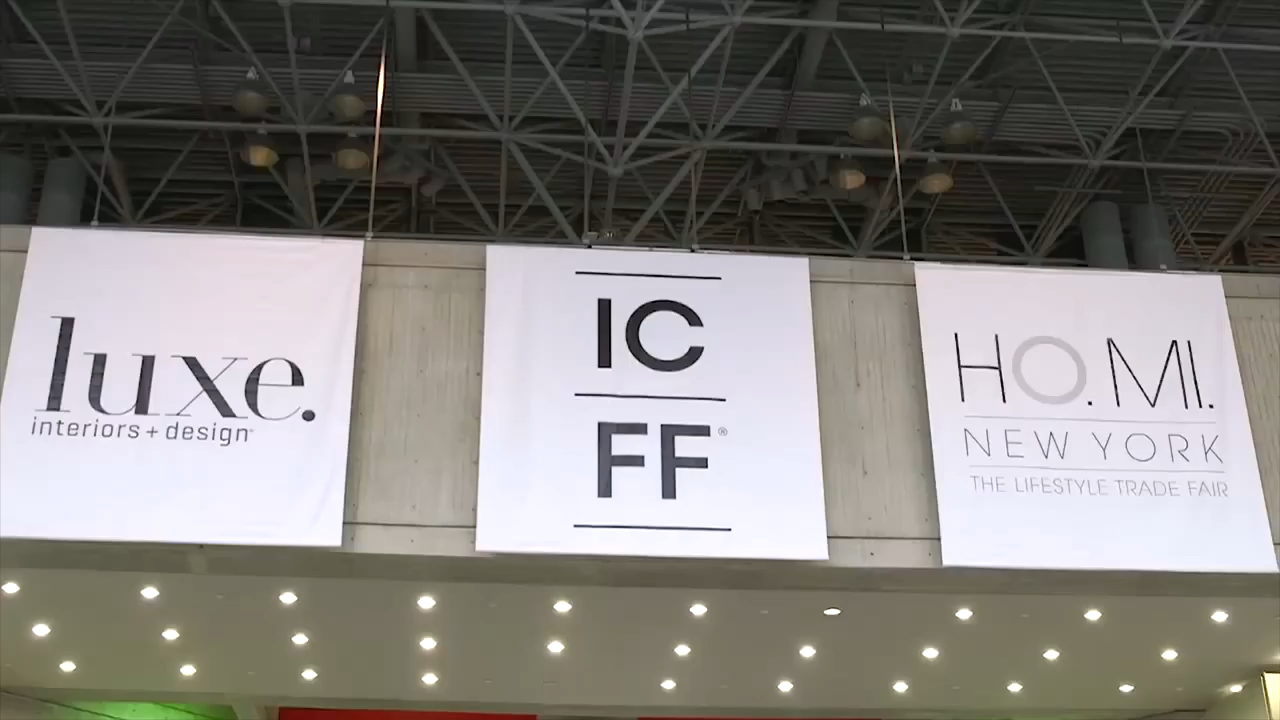 luxe.
interiors+design
IC
FF®
HO.MI.
NEW YORK
THE LIFESTYLE TRADE FAIR